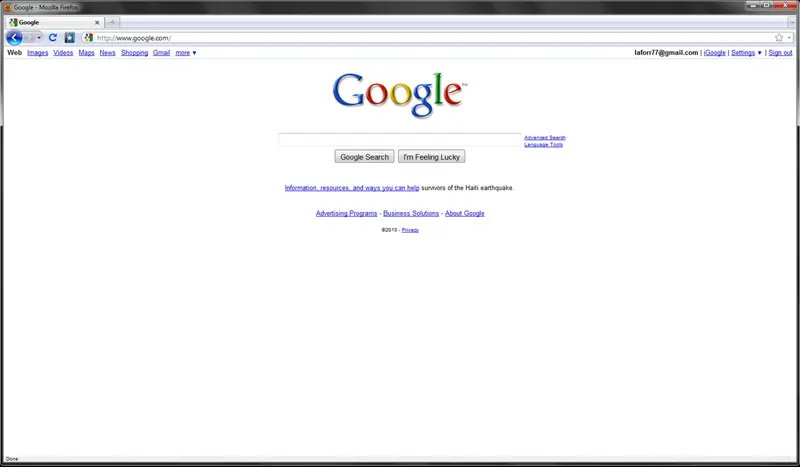 Google - Mozilla Firefox
Google
http://www.google.com/
Web Images Videos Maps News Shopping Gmail more ▼
laforr77@gmail.com | iGoogle | Settings ▼ | Sign out
Google™
Advanced Search
Language Tools
Google Search I'm Feeling Lucky
Information, resources, and ways you can help survivors of the Haiti earthquake.
Advertising Programs - Business Solutions - About Google
©2010 - Privacy
Done